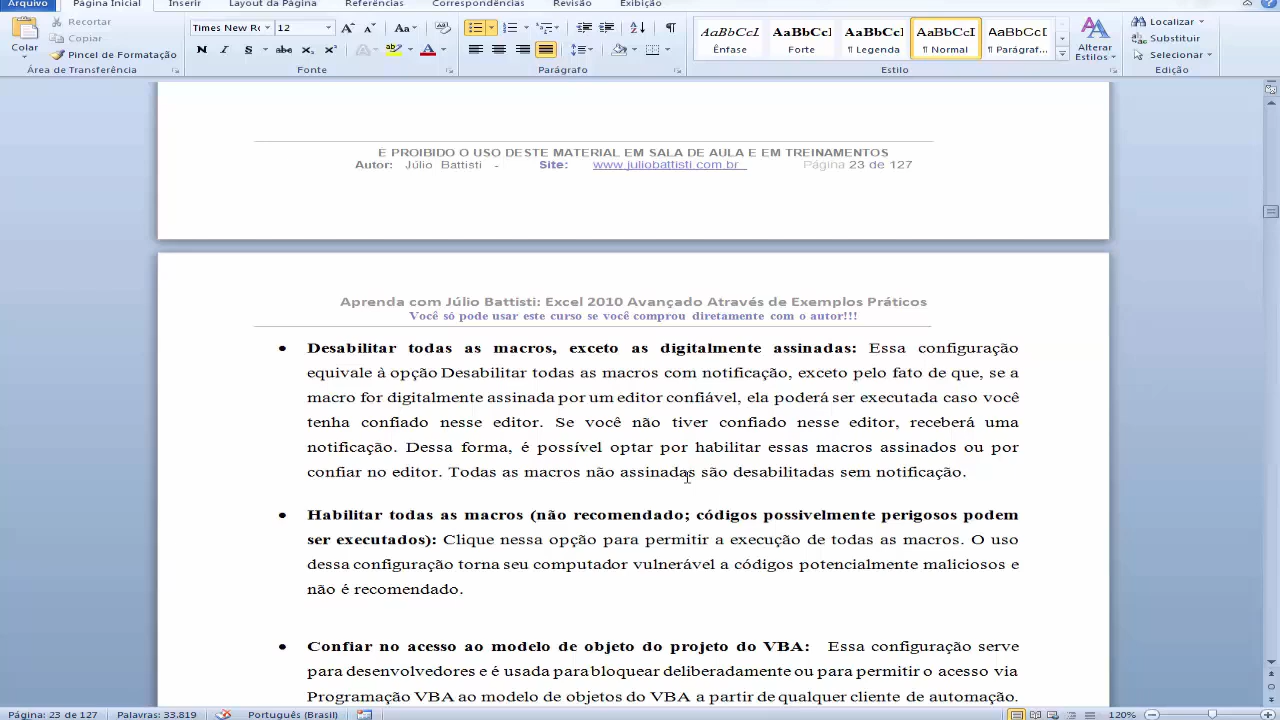 Arquivo Página Inicial Inserir Layout da Página Referências Correspondências Revisão Exibição
Recortar
Copiar
Pincel de Formatação
Colar
Área de Transferência
Times New Rc 12
N I S abc x₂ x²
Fonte
Parágrafo
AaBbCcI AaBbCcI AaBbCcI AaBbCcI AaBbCcI
Ênfase Forte ¶ Legenda ¶ Normal ¶ Parágraf...
Alterar
Estilos
Estilo
Localizar
Substituir
Selecionar
Edição
E PROIBIDO O USO DESTE MATERIAL EM SALA DE AULA E EM TREINAMENTOS
Autor: Júlio Battisti - Site: www.juliobattisti.com.br Página 23 de 127
Aprenda com Júlio Battisti: Excel 2010 Avançado Através de Exemplos Práticos
Você só pode usar este curso se você comprou diretamente com o autor!!!
• Desabilitar todas as macros, exceto as digitalmente assinadas: Essa configuração
equivale à opção Desabilitar todas as macros com notificação, exceto pelo fato de que, se a
macro for digitalmente assinada por um editor confiável, ela poderá ser executada caso você
tenha confiado nesse editor. Se você não tiver confiado nesse editor, receberá uma
notificação. Dessa forma, é possível optar por habilitar essas macros assinados ou por
confiar no editor. Todas as macros não assinadas são desabilitadas sem notificação.
• Habilitar todas as macros (não recomendado; códigos possivelmente perigosos podem
ser executados): Clique nessa opção para permitir a execução de todas as macros. O uso
dessa configuração torna seu computador vulnerável a códigos potencialmente maliciosos e
não é recomendado.
• Confiar no acesso ao modelo de objeto do projeto do VBA: Essa configuração serve
para desenvolvedores e é usada para bloquear deliberadamente ou para permitir o acesso via
Programação VBA ao modelo de objetos do VBA a partir de qualquer cliente de automação.
Página: 23 de 127 Palavras: 33.819 Português (Brasil) 120%